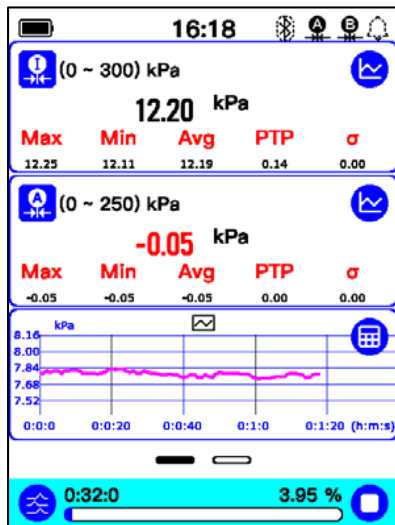 16:18 A B
I (0 ~ 300) kPa
12.20 kPa
Max Min Avg PTP σ
12.25 12.11 12.19 0.14 0.00
A (0 ~ 250) kPa
-0.05 kPa
Max Min Avg PTP σ
-0.05 -0.05 -0.05 0.00 0.00
kPa
8.16
8.00
7.84
7.68
7.52
0:0:0 0:0:20 0:0:40 0:1:0 0:1:20 (h:m:s)
0:32:0 3.95 %